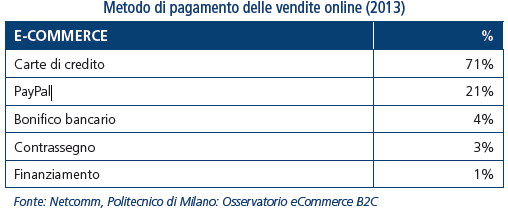 Metodo di pagamento delle vendite online (2013)
E-COMMERCE %
Carte di credito 71%
PayPal 21%
Bonifico bancario 4%
Contrassegno 3%
Finanziamento 1%
Fonte: Netcomm, Politecnico di Milano: Osservatorio eCommerce B2C